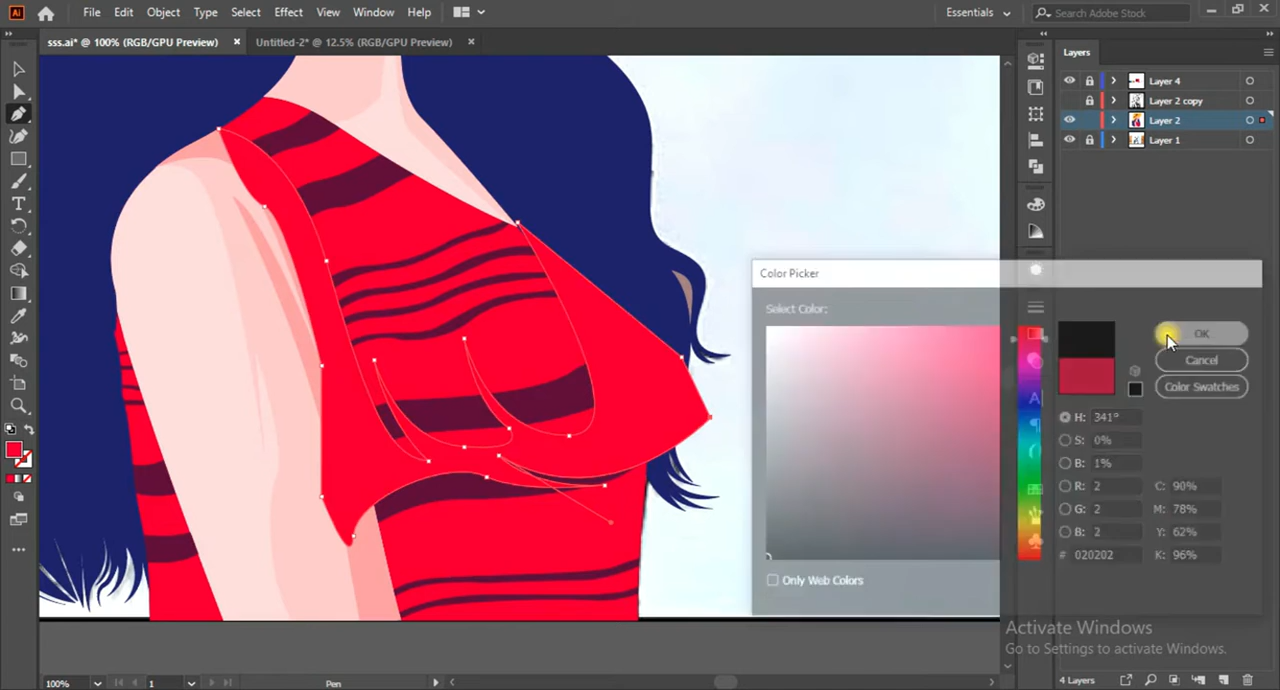 Ai File Edit Object Type Select Effect View Window Help Essentials Search Adobe Stock
sss.ai* @ 100% (RGB/GPU Preview) × Untitled-2* @ 12.5% (RGB/GPU Preview) ×
Layers
Layer 4
Layer 2 copy
Layer 2
Layer 1
Color Picker
Select Color:
OK
Cancel
Color Swatches
H: 341°
S: 0%
B: 1%
R: 2 C: 90%
G: 2 M: 78%
B: 2 Y: 62%
# 020202 K: 96%
Only Web Colors
Activate Windows
Go to Settings to activate Windows.
100% 1 Pen 4 Layers